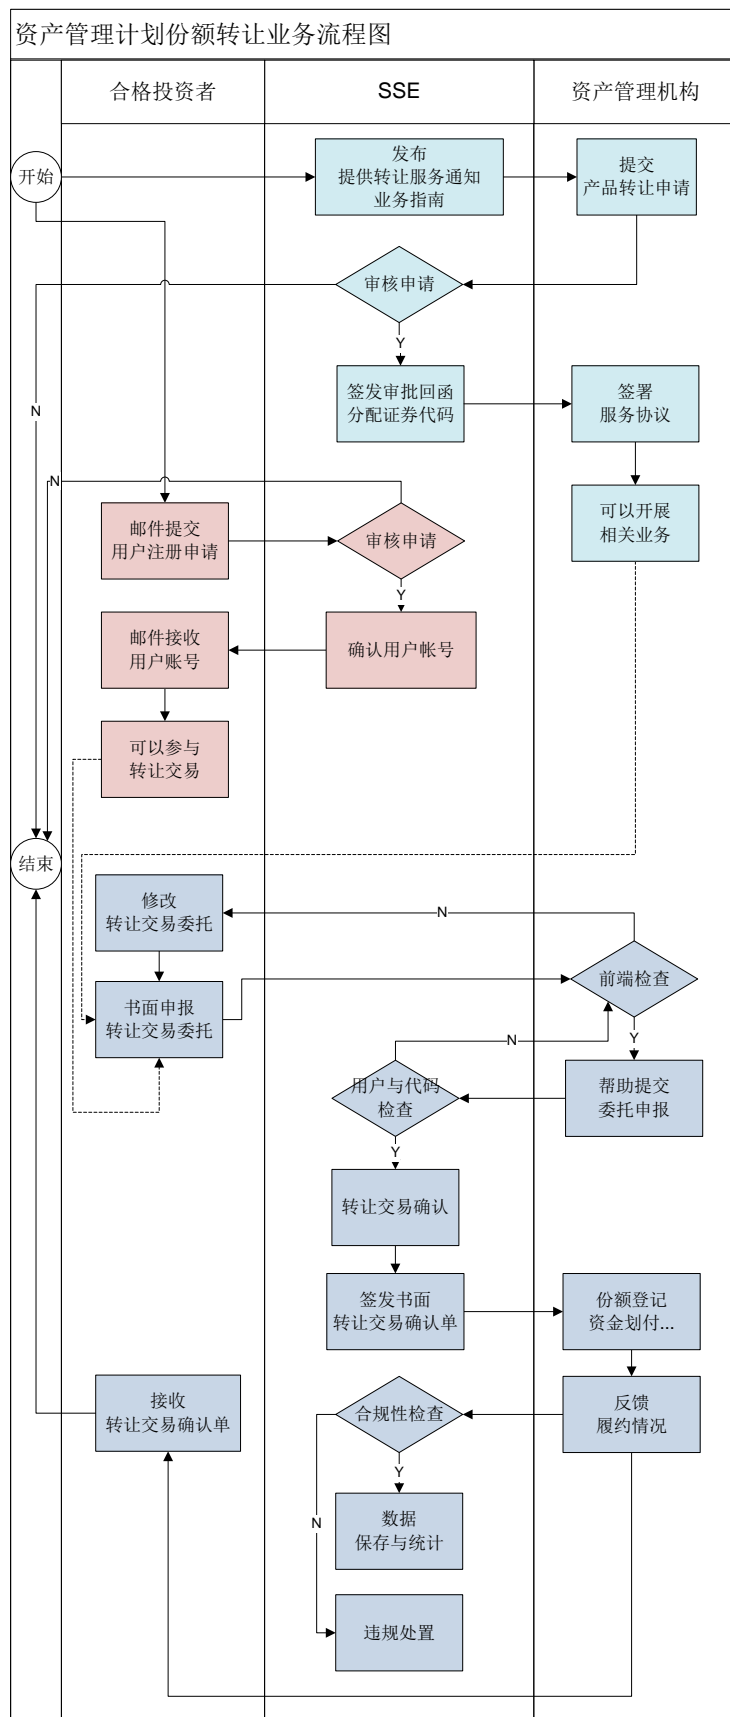 资产管理计划份额转让业务流程图
合格投资者
SSE
资产管理机构
开始
发布
提供转让服务通知
业务指南
提交
产品转让申请
审核申请
Y
N
签发审批回函
分配证券代码
签署
服务协议
N
可以开展
相关业务
邮件提交
用户注册申请
审核申请
Y
邮件接收
用户账号
确认用户帐号
可以参与
转让交易
结束
修改
转让交易委托
N
书面申报
转让交易委托
前端检查
N
Y
用户与代码
检查
帮助提交
委托申报
Y
转让交易确认
签发书面
转让交易确认单
份额登记
资金划付...
接收
转让交易确认单
合规性检查
反馈
履约情况
Y
N
数据
保存与统计
违规处置